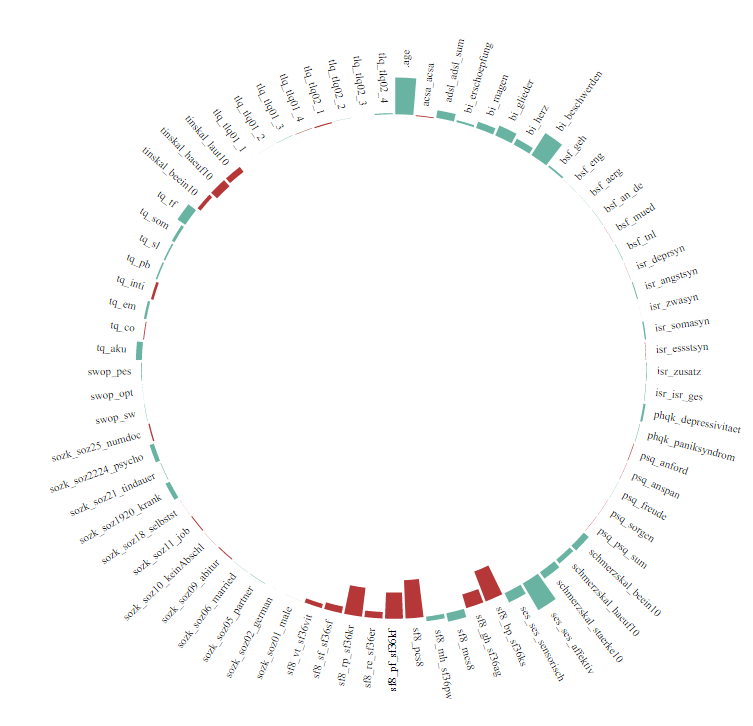 age.
acsa_acsa
adsl_adsl_sum
bi_erschoepfung
bi_magen
bi_glieder
bi_herz
bi_beschwerden
bsf_geh
bsf_eng
bsf_aeng
bsf_an_de
bsf_mued
bsf_tnl
isr_deprsyn
isr_angstsyn
isr_zwasyn
isr_somasyn
isr_essstsyn
isr_zusatz
isr_isr_ges
phqk_depressivitaet
phqk_paniksyndrom
psq_anford
psq_anspan
psq_freude
psq_sorgen
psq_psq_sum
schmerzskal_beein10
schmerzskal_haeuf10
schmerzskal_staerke10
ses_ses_affektiv
ses_ses_sensorisch
sf8_bp_sf36ks
sf8_gh_sf36ag
sf8_mcs8
sf8_mh_sf36pw
sf8_pcs8
sf8_pf_sf36kf
sf8_re_sf36er
sf8_rp_sf36kr
sf8_sf_sf36sf
sf8_vt_sf36vit
sozk_soz01_male
sozk_soz02_german
sozk_soz05_partner
sozk_soz06_married
sozk_soz09_abitur
sozk_soz10_keinAbschl
sozk_soz11_job
sozk_soz18_selbstst
sozk_soz1920_krank
sozk_soz21_tindauer
sozk_soz2224_psycho
sozk_soz25_numdoc
swop_sw
swop_opt
swop_pes
tq_aku
tq_co
tq_em
tq_inti
tq_pb
tq_sl
tq_som
tq_tf
tinskal_beein10
tinskal_haeuf10
tinskal_laut10
tlq_tlq01_1
tlq_tlq01_2
tlq_tlq01_3
tlq_tlq01_4
tlq_tlq02_1
tlq_tlq02_2
tlq_tlq02_3
tlq_tlq02_4